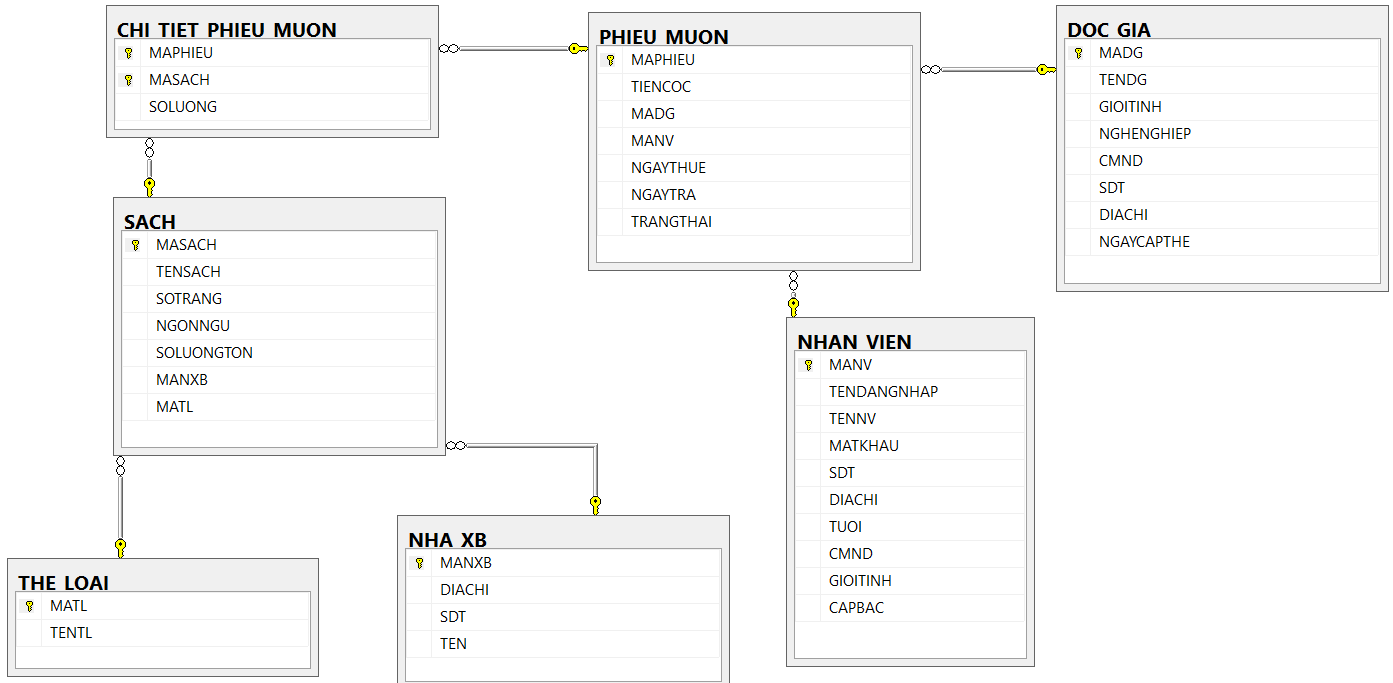 CHI_TIET_PHIEU_MUON
MAPHIEU
MASACH
SOLUONG
PHIEU_MUON
MAPHIEU
TIENCOC
MADG
MANV
NGAYTHUE
NGAYTRA
TRANGTHAI
DOC_GIA
MADG
TENDG
GIOITINH
NGHENGHIEP
CMND
SDT
DIACHI
NGAYCAPTHE
SACH
MASACH
TENSACH
SOTRANG
NGONNGU
SOLUONGTON
MANXB
MATL
NHAN_VIEN
MANV
TENDANGNHAP
TENNV
MATKHAU
SDT
DIACHI
TUOI
CMND
GIOITINH
CAPBAC
THE_LOAI
MATL
TENTL
NHA_XB
MANXB
DIACHI
SDT
TEN